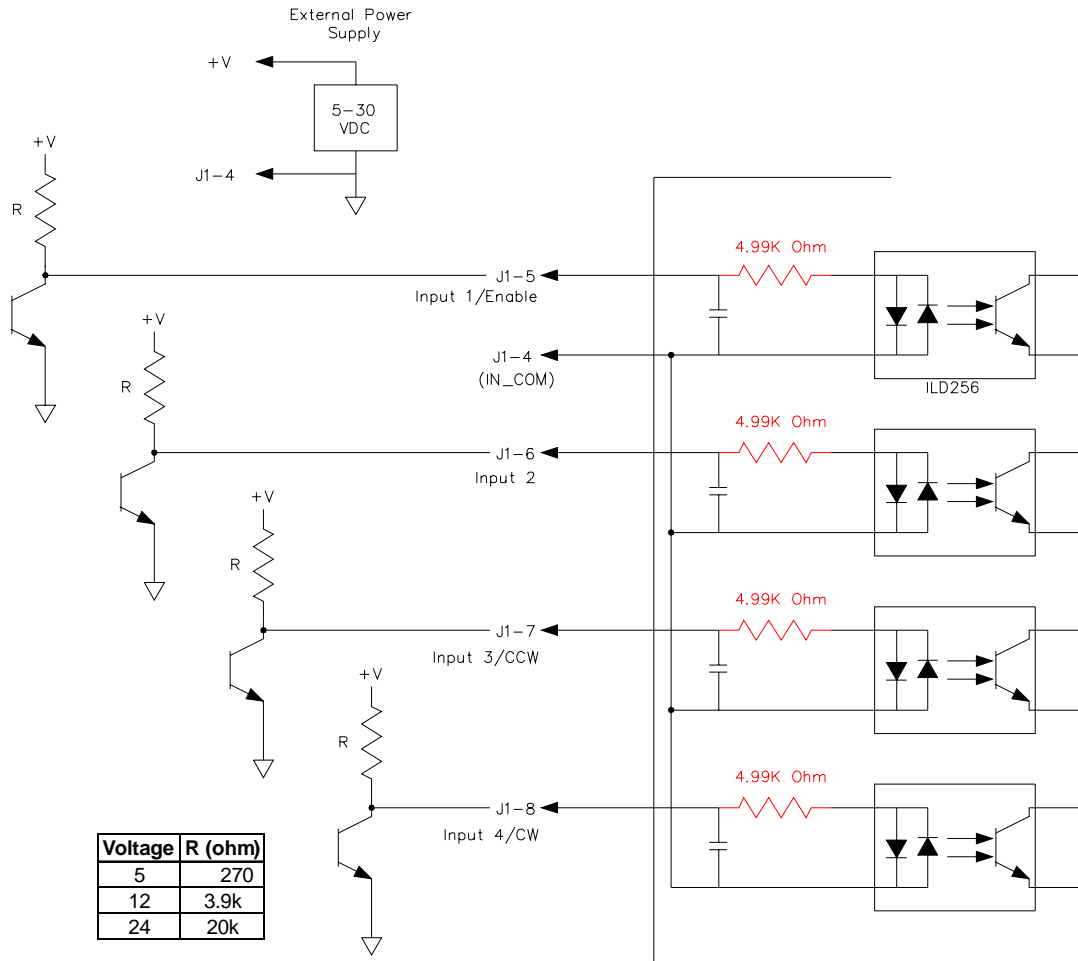 External Power
Supply
+V
5-30
VDC
J1-4
+V
R
J1-5
Input 1/Enable
4.99K Ohm
J1-4
(IN_COM)
ILD256
+V
R
J1-6
Input 2
4.99K Ohm
+V
R
J1-7
Input 3/CCW
4.99K Ohm
+V
R
J1-8
Input 4/CW
4.99K Ohm
Voltage R (ohm)
5 270
12 3.9k
24 20k